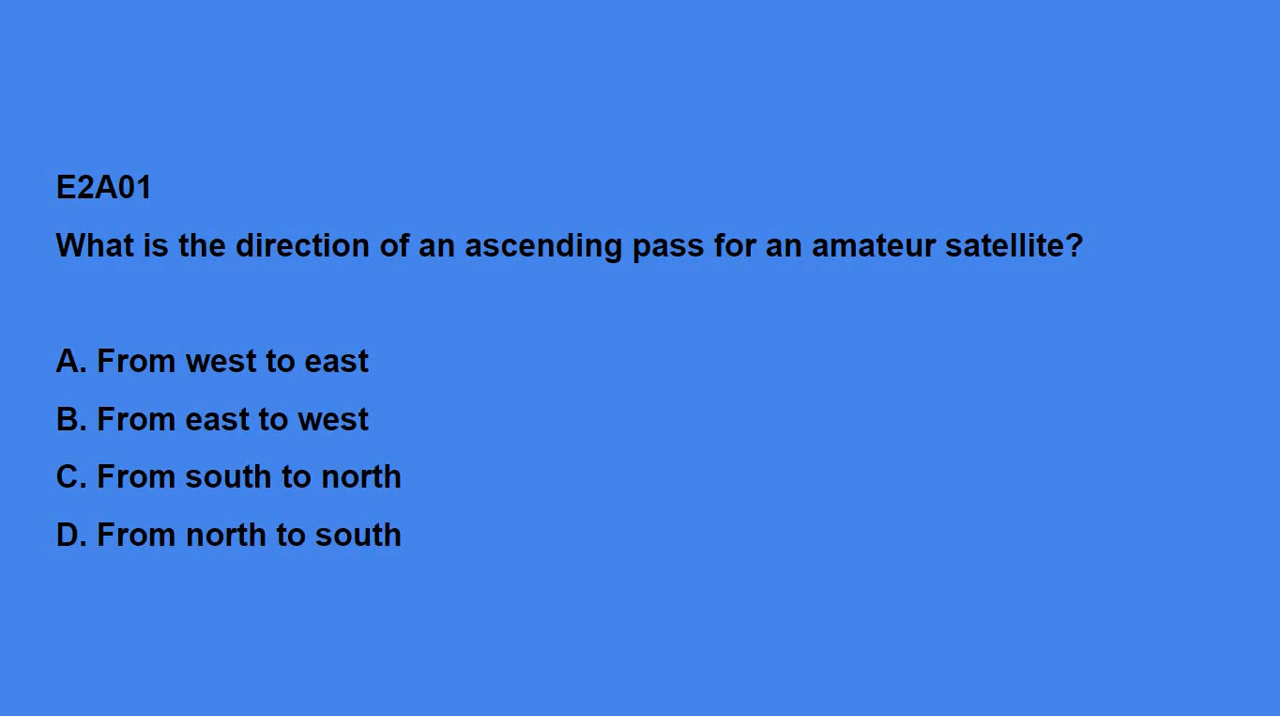 E2A01
What is the direction of an ascending pass for an amateur satellite?
A. From west to east
B. From east to west
C. From south to north
D. From north to south